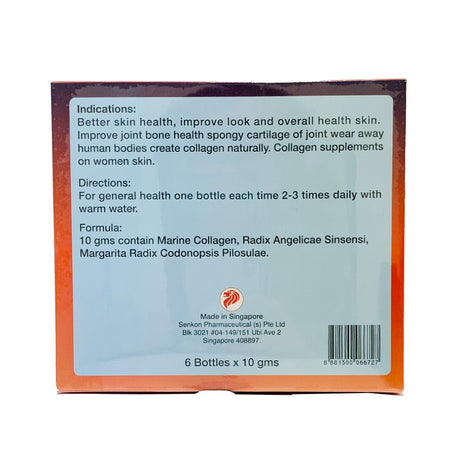 Indications:
Better skin health, improve look and overall health skin.
Improve joint bone health spongy cartilage of joint wear away
human bodies create collagen naturally. Collagen supplements
on women skin.
Directions:
For general health one bottle each time 2-3 times daily with
warm water.
Formula:
10 gms contain Marine Collagen, Radix Angelicae Sinsensi,
Margarita Radix Codonopsis Pilosulae.
Made in Singapore
Senkon Pharmaceutical (s) Pte Ltd
Blk 3021 #04-149/151 Ubi Ave 2
Singapore 408897.
6 Bottles x 10 gms
8 881300 066727